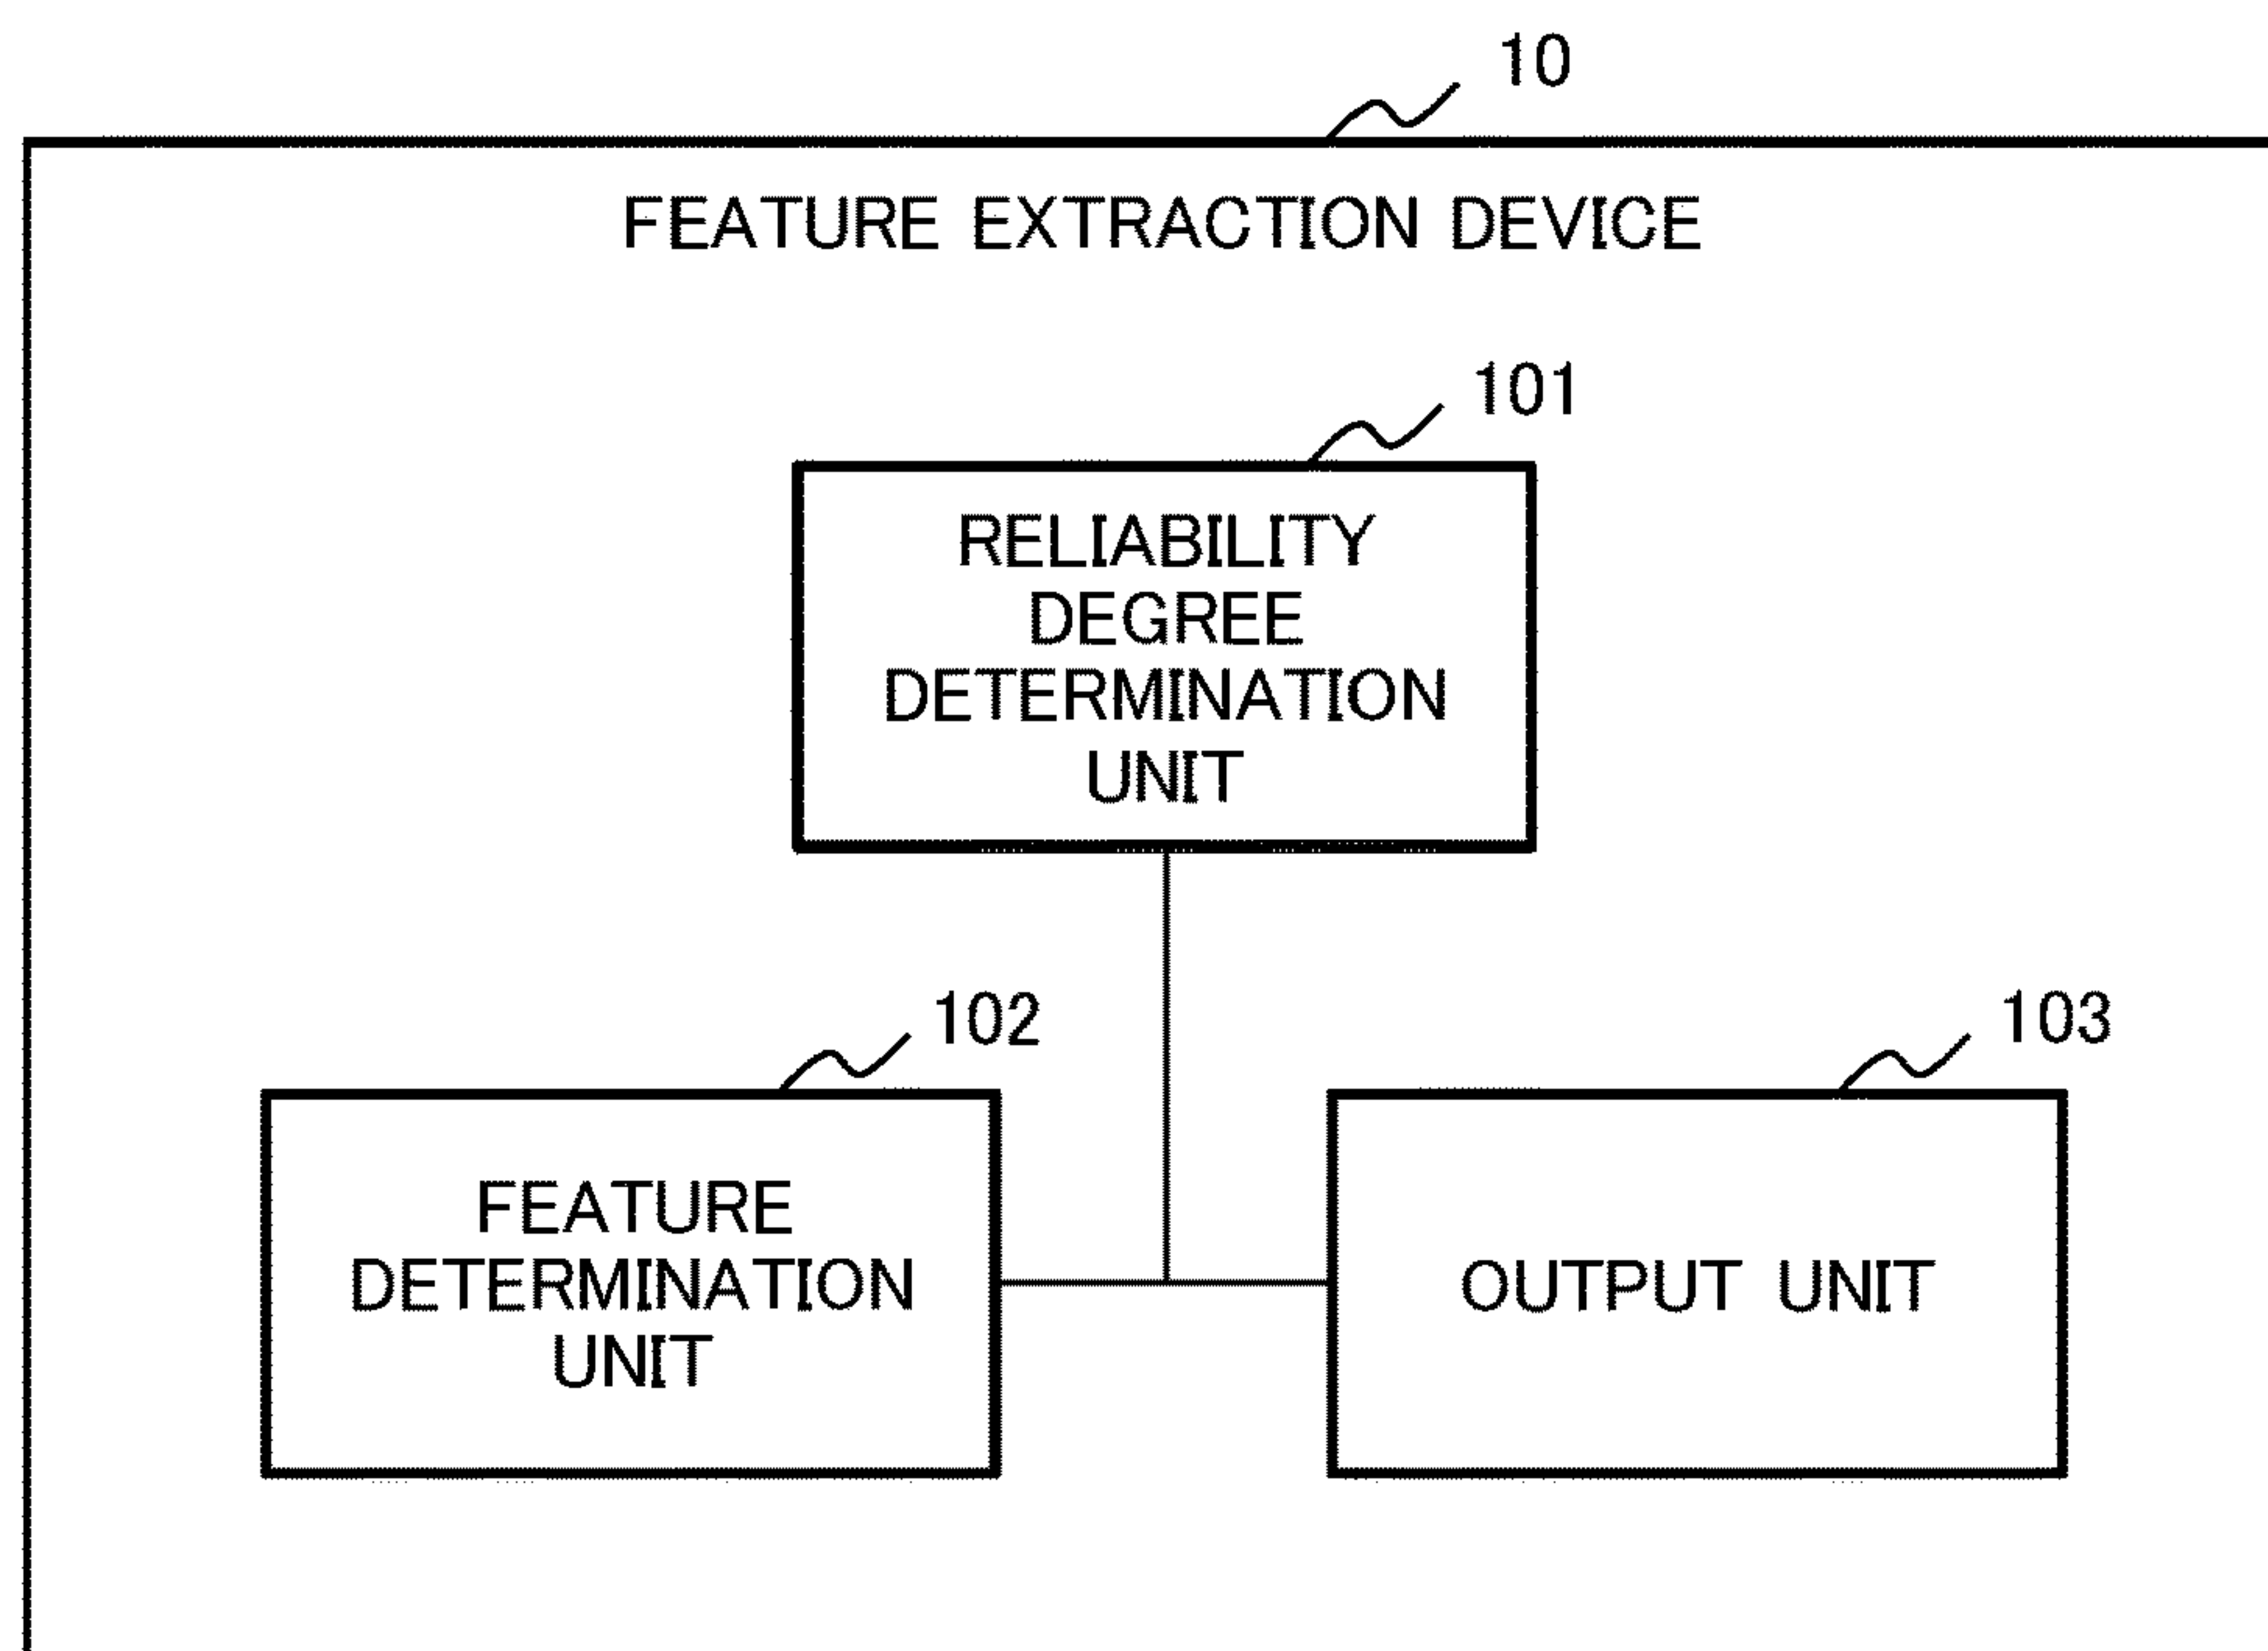 10
FEATURE EXTRACTION DEVICE
101
RELIABILITY
DEGREE
DETERMINATION
UNIT
102
FEATURE
DETERMINATION
UNIT
103
OUTPUT UNIT